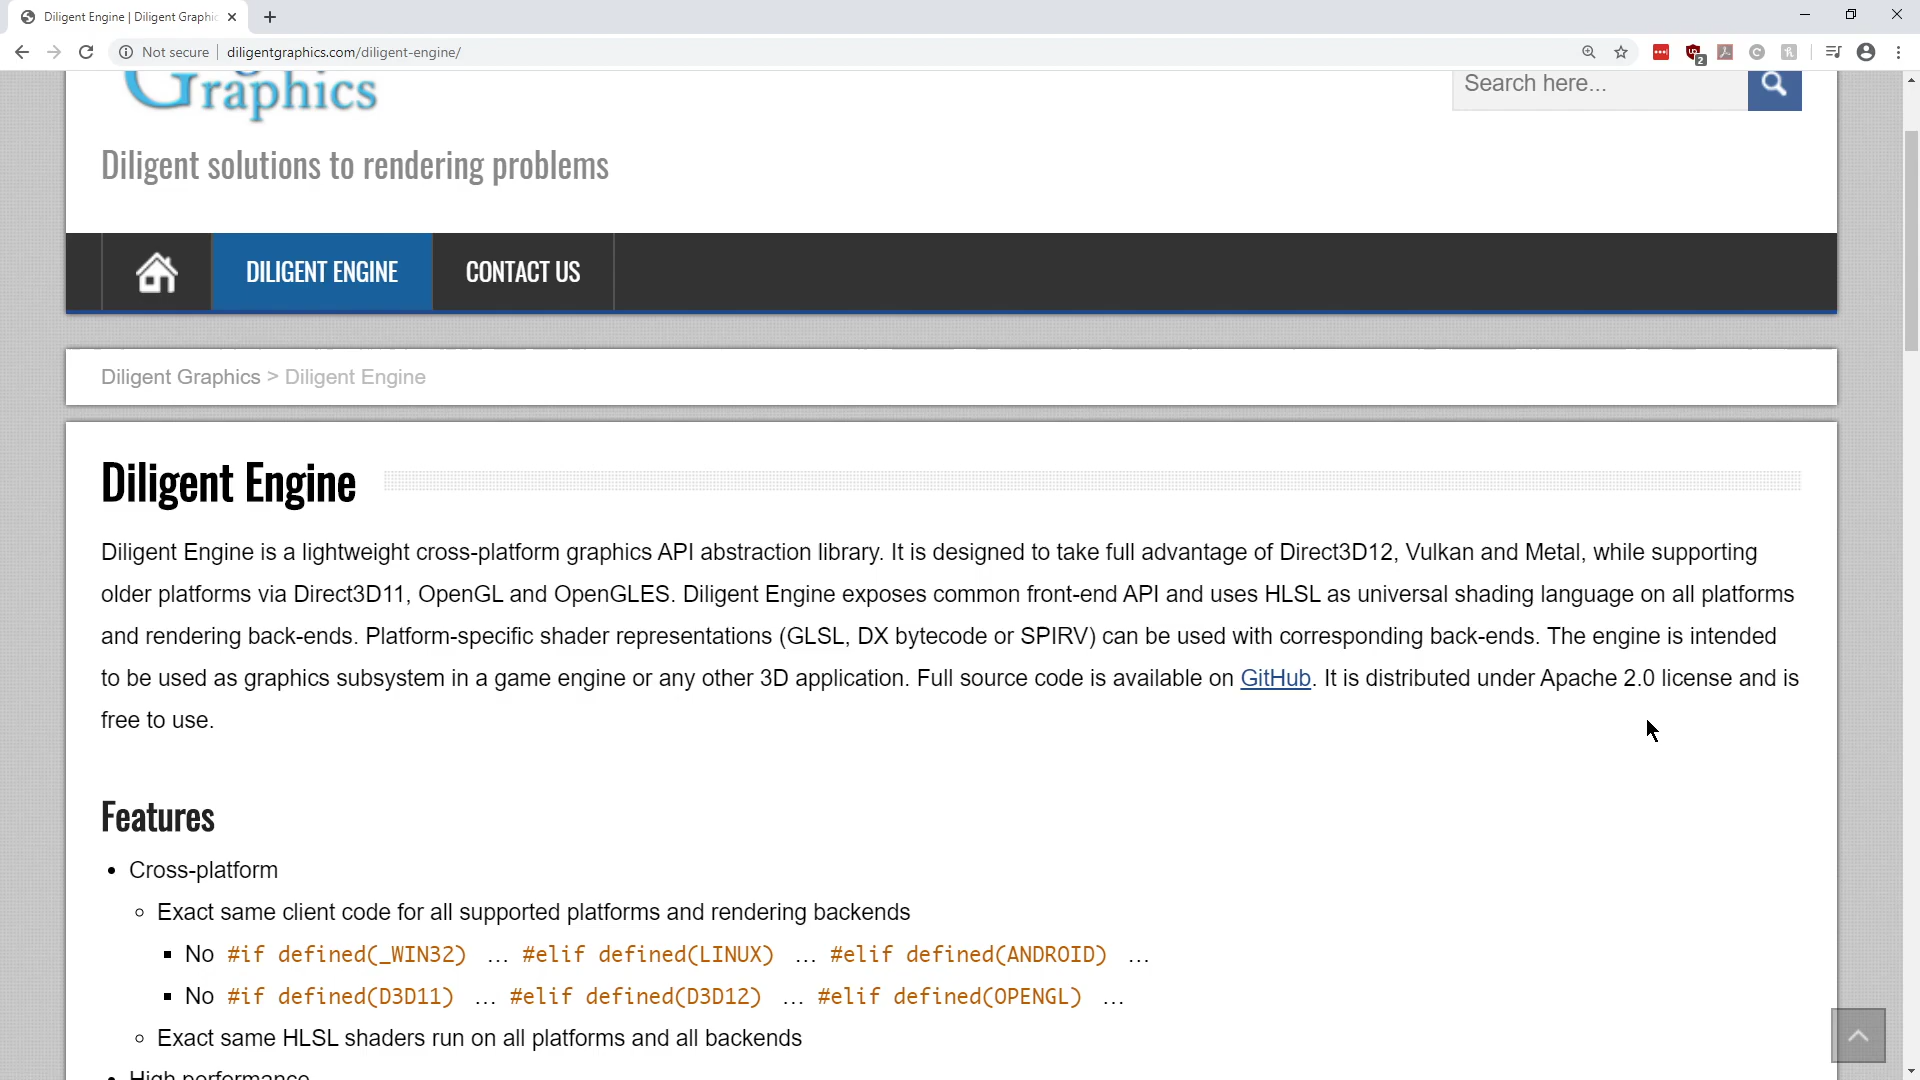 Diligent Engine | Diligent Graphic
Not secure
diligentgraphics.com/diligent-engine/
2
Graphics
Search here...
Diligent solutions to rendering problems
DILIGENT ENGINE
CONTACT US
Diligent Graphics > Diligent Engine
Diligent Engine
Diligent Engine is a lightweight cross-platform graphics API abstraction library. It is designed to take full advantage of Direct3D12, Vulkan and Metal, while supporting
older platforms via Direct3D11, OpenGL and OpenGLES. Diligent Engine exposes common front-end API and uses HLSL as universal shading language on all platforms
and rendering back-ends. Platform-specific shader representations (GLSL, DX bytecode or SPIRV) can be used with corresponding back-ends. The engine is intended
to be used as graphics subsystem in a game engine or any other 3D application. Full source code is available on GitHub. It is distributed under Apache 2.0 license and is
free to use.
Features
• Cross-platform
Exact same client code for all supported platforms and rendering backends
No #if defined(_WIN32) … #elif defined(LINUX) … #elif defined(ANDROID) …
No #if defined(D3D11) … #elif defined(D3D12) … #elif defined(OPENGL) …
Exact same HLSL shaders run on all platforms and all backends
• High performance